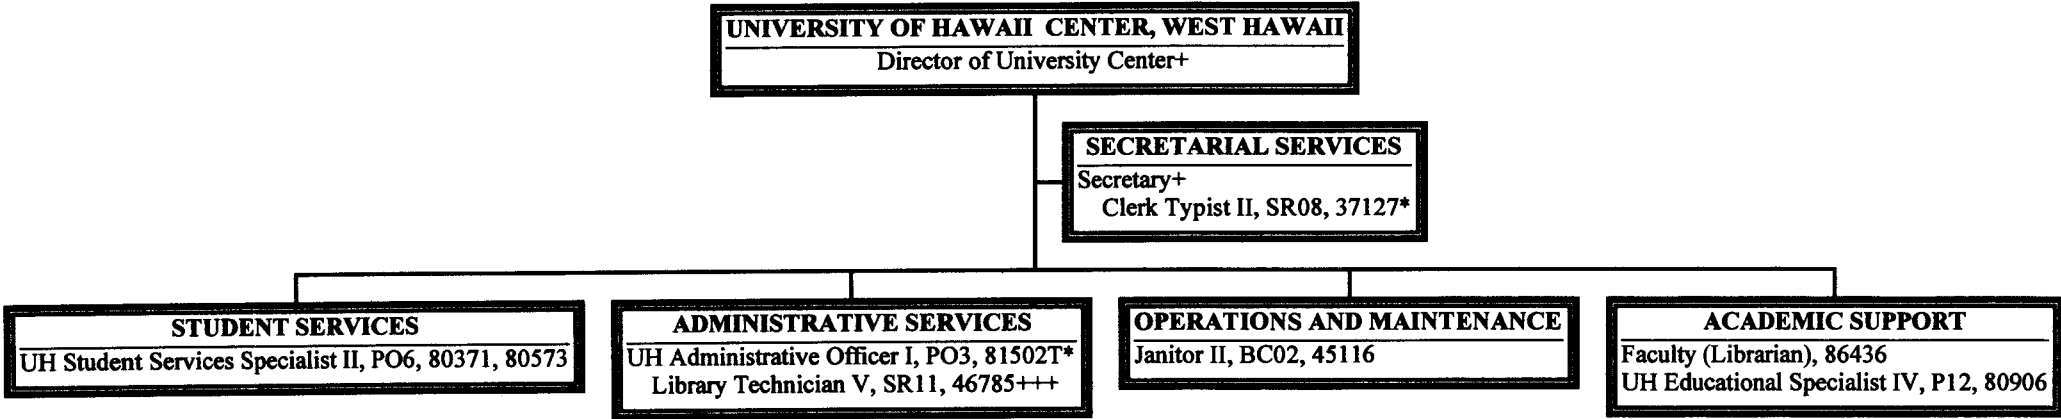 UNIVERSITY OF HAWAII CENTER, WEST HAWAII
Director of University Center+
SECRETARIAL SERVICES
Secretary+
Clerk Typist II, SR08, 37127*
STUDENT SERVICES
UH Student Services Specialist II, PO6, 80371, 80573
ADMINISTRATIVE SERVICES
UH Administrative Officer I, PO3, 81502T*
Library Technician V, SR11, 46785+++
OPERATIONS AND MAINTENANCE
Janitor II, BC02, 45116
ACADEMIC SUPPORT
Faculty (Librarian), 86436
UH Educational Specialist IV, P12, 80906